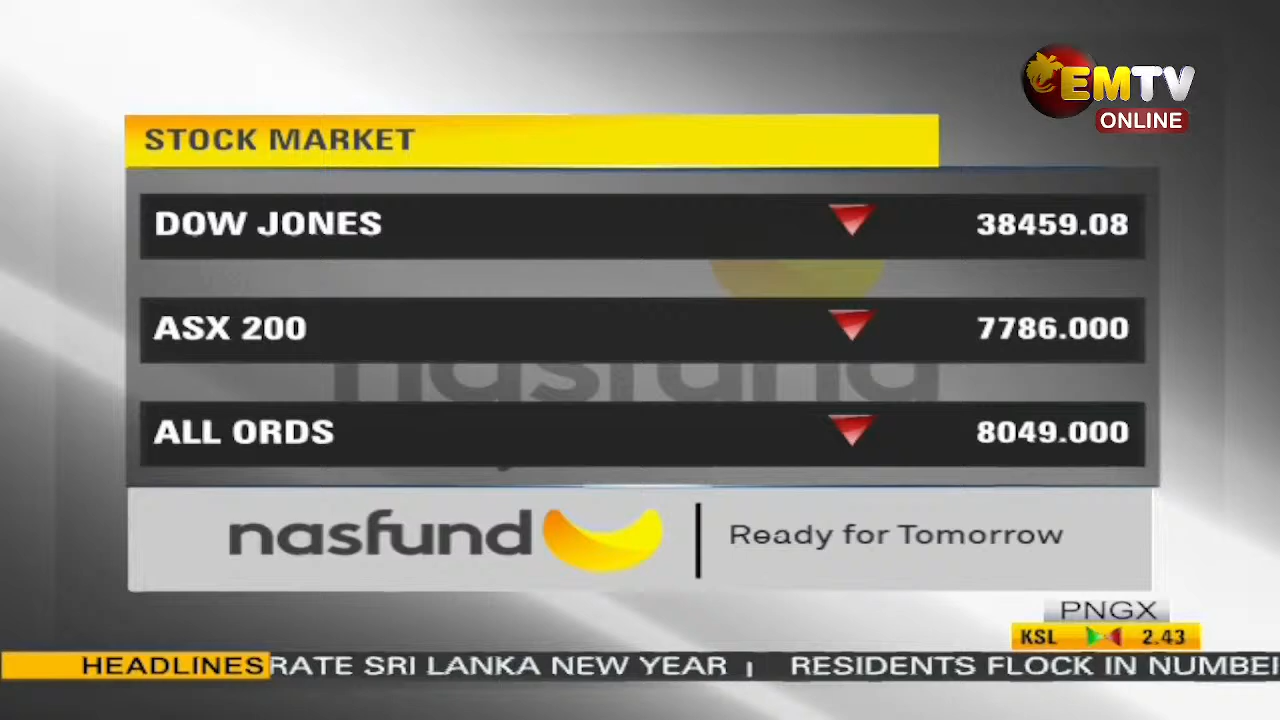 EMTV
ONLINE
STOCK MARKET
DOW JONES 38459.08
ASX 200 7786.000
ALL ORDS 8049.000
nasfund
nasfund Ready for Tomorrow
PNGX
KSL 2.43
HEADLINES RATE SRI LANKA NEW YEAR | RESIDENTS FLOCK IN